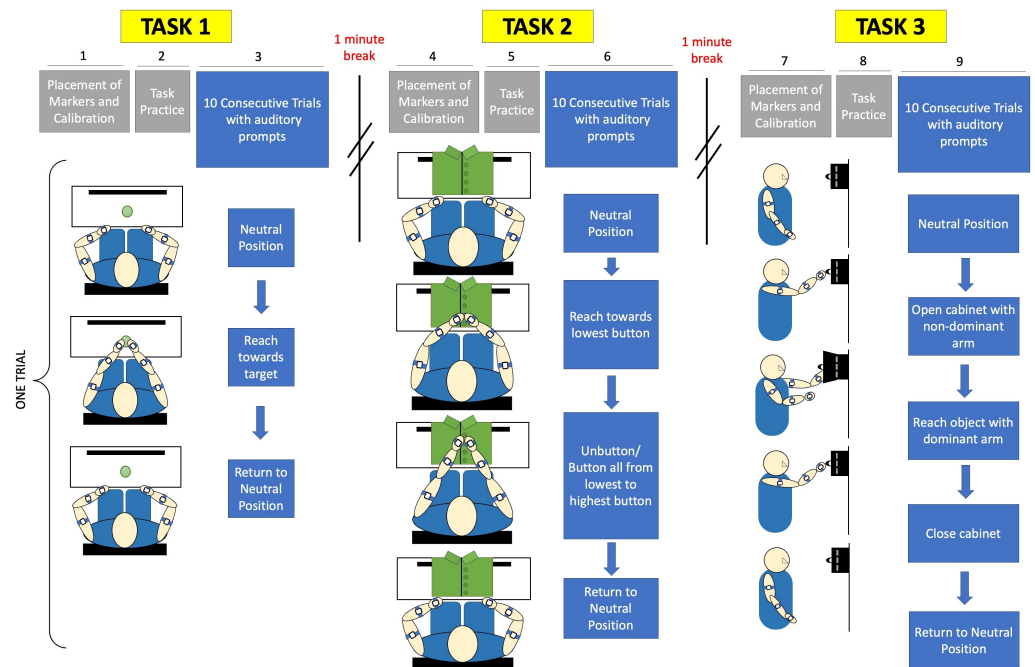 TASK 1
1
2
3
Placement of
Markers and
Calibration
Task
Practice
10 Consecutive Trials
with auditory
prompts
ONE TRIAL
Neutral
Position
Reach
towards
target
Return to
Neutral
Position
1 minute
break
TASK 2
4
5
6
Placement of
Markers and
Calibration
Task
Practice
10 Consecutive Trials
with auditory
prompts
Neutral
Position
Reach towards
lowest button
Unbutton/
Button all from
lowest to
highest button
Return to
Neutral
Position
1 minute
break
TASK 3
7
8
9
Placement of
Markers and
Calibration
Task
Practice
10 Consecutive Trials
with auditory
prompts
Neutral Position
Open cabinet with
non-dominant
arm
Reach object with
dominant arm
Close cabinet
Return to Neutral
Position